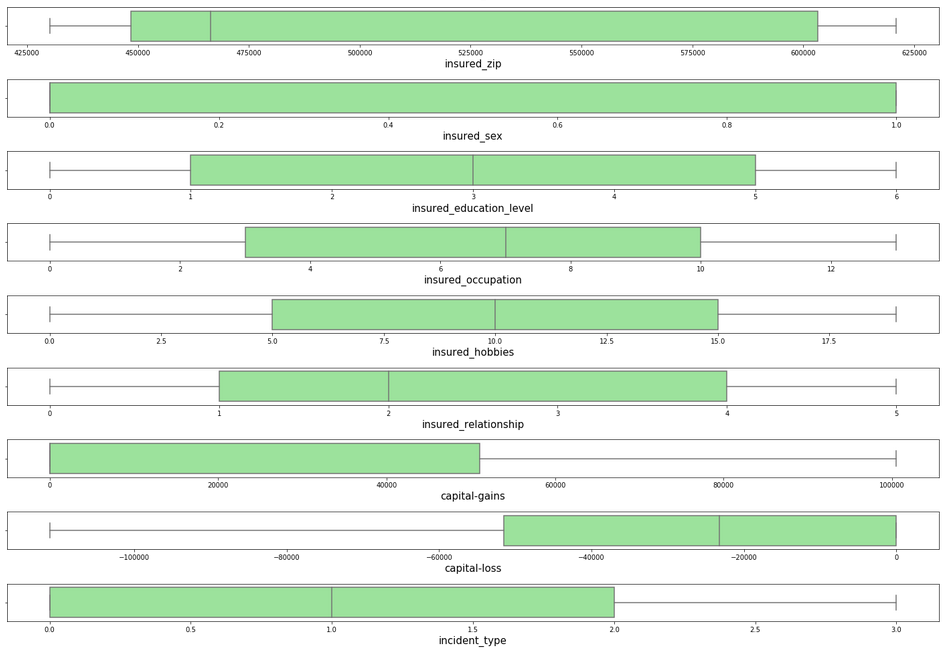 425000 450000 475000 500000 525000 550000 575000 600000 625000
insured_zip
0.0 0.2 0.4 0.6 0.8 1.0
insured_sex
0 1 2 3 4 5 6
insured_education_level
0 2 4 6 8 10 12
insured_occupation
0.0 2.5 5.0 7.5 10.0 12.5 15.0 17.5
insured_hobbies
0 1 2 3 4 5
insured_relationship
0 20000 40000 60000 80000 100000
capital-gains
−100000 −80000 −60000 −40000 −20000 0
capital-loss
0.0 0.5 1.0 1.5 2.0 2.5 3.0
incident_type